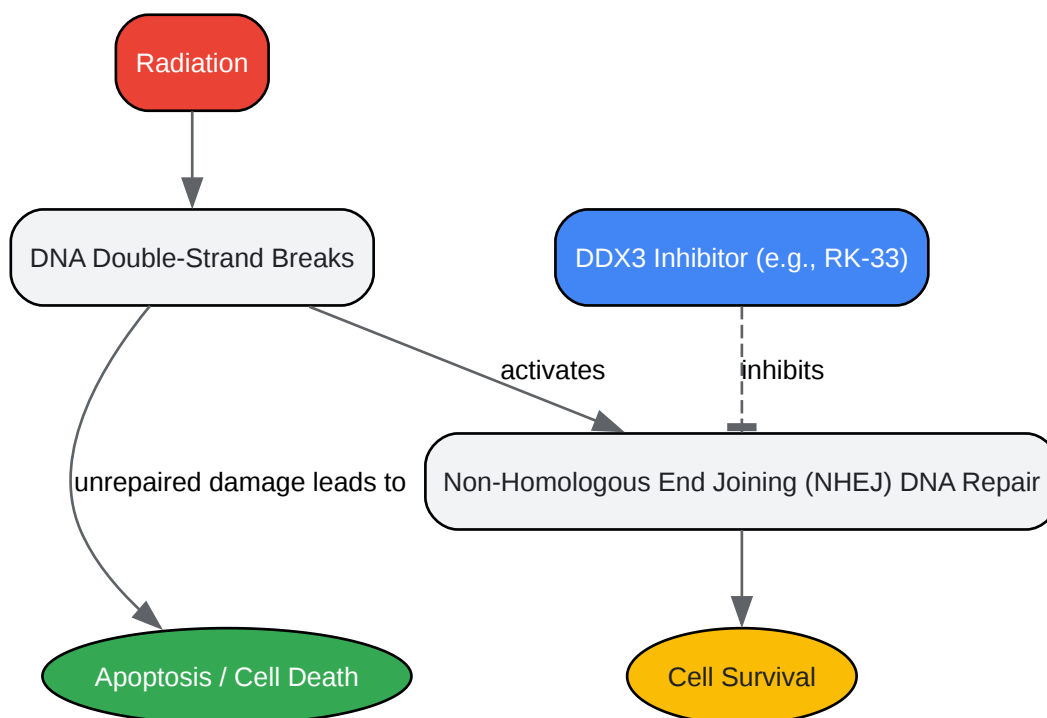 Radiation
DNA Double-Strand Breaks
DDX3 Inhibitor (e.g., RK-33)
activates
inhibits
unrepaired damage leads to
Non-Homologous End Joining (NHEJ) DNA Repair
Apoptosis / Cell Death
Cell Survival